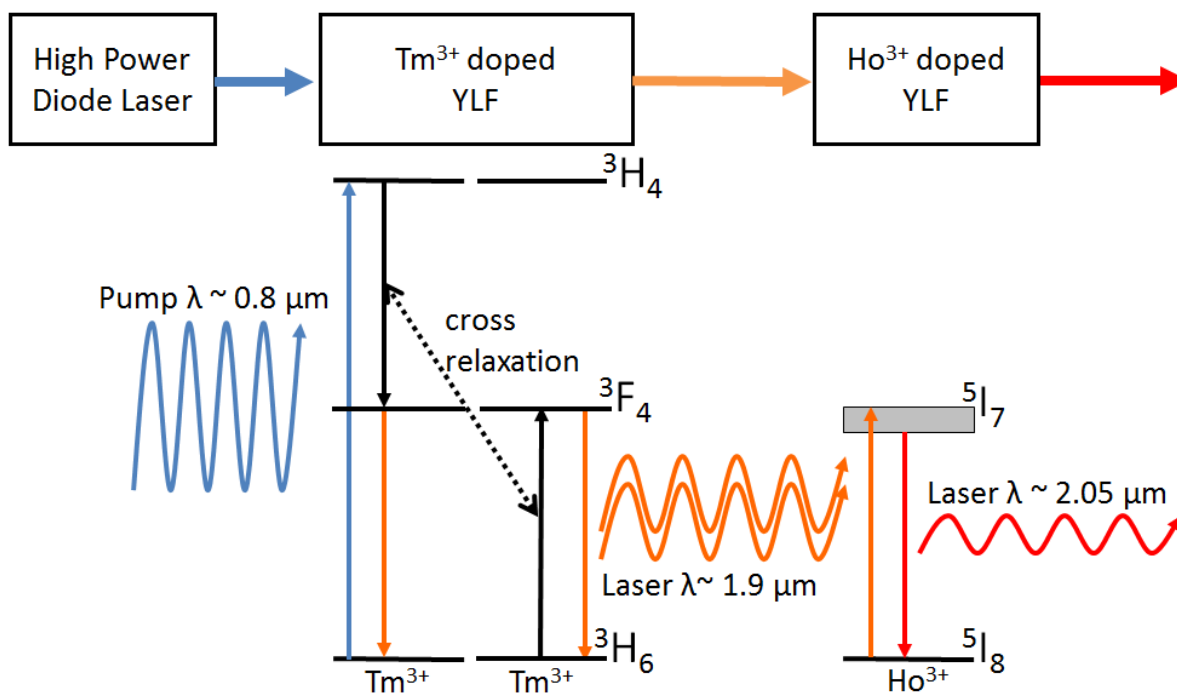 High Power
Diode Laser
Tm³⁺ doped
YLF
Ho³⁺ doped
YLF
³H₄
Pump λ ~ 0.8 μm
cross
relaxation
³F₄
⁵I₇
Laser λ ~ 2.05 μm
Laser λ~ 1.9 μm
³H₆
⁵I₈
Tm³⁺
Tm³⁺
Ho³⁺